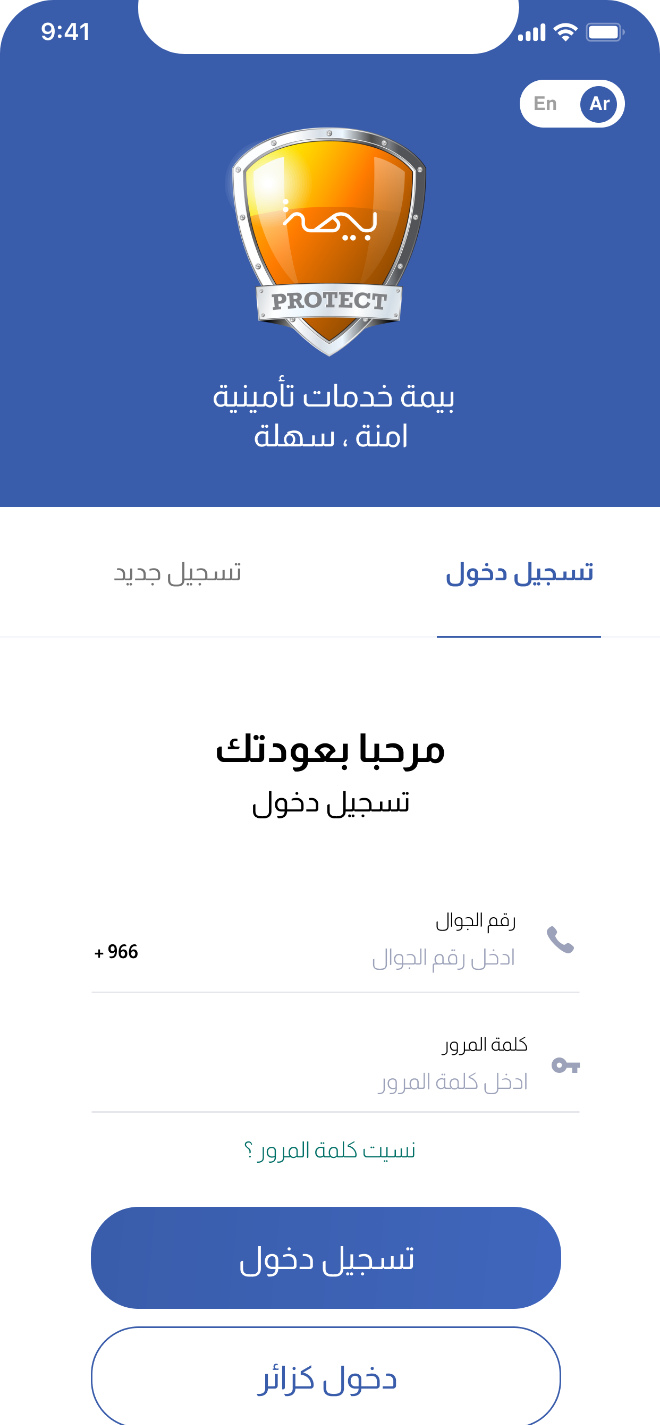 9:41
En Ar
بيمة
PROTECT
بيمة خدمات تأمينية
امنة ، سهلة
تسجيل دخول
تسجيل جديد
مرحبا بعودتك
تسجيل دخول
رقم الجوال
ادخل رقم الجوال
+ 966
كلمة المرور
ادخل كلمة المرور
نسيت كلمة المرور ؟
تسجيل دخول
دخول كزائر